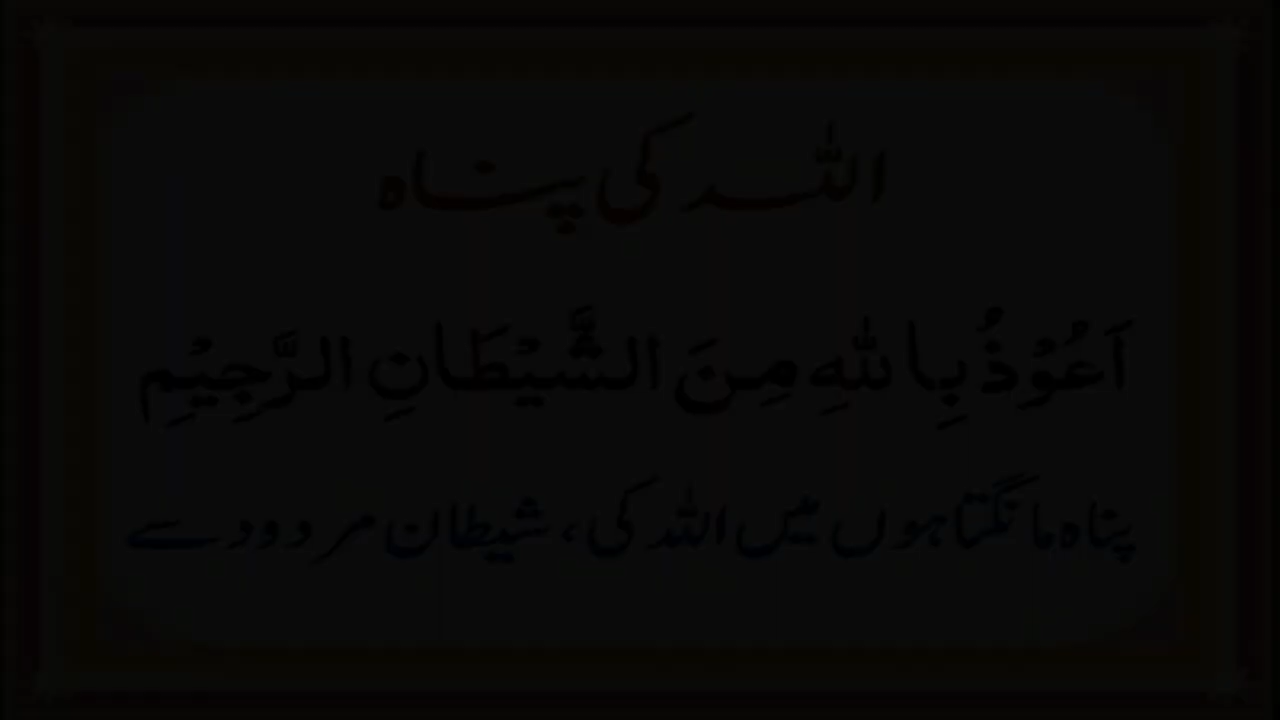 اللہ کی پناہ
اَعُوْذُ بِاللّٰهِ مِنَ الشَّيْطَانِ الرَّجِيْمِ
پناہ مانگتا ہوں میں اللہ کی، شیطان مردود سے